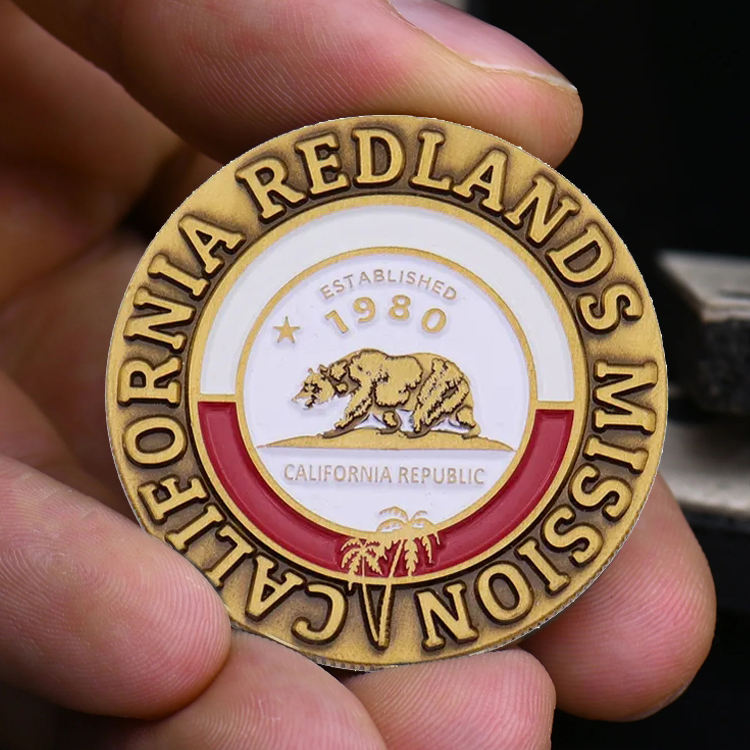 CALIFORNIA REDLANDS MISSION
ESTABLISHED
1980
CALIFORNIA REPUBLIC